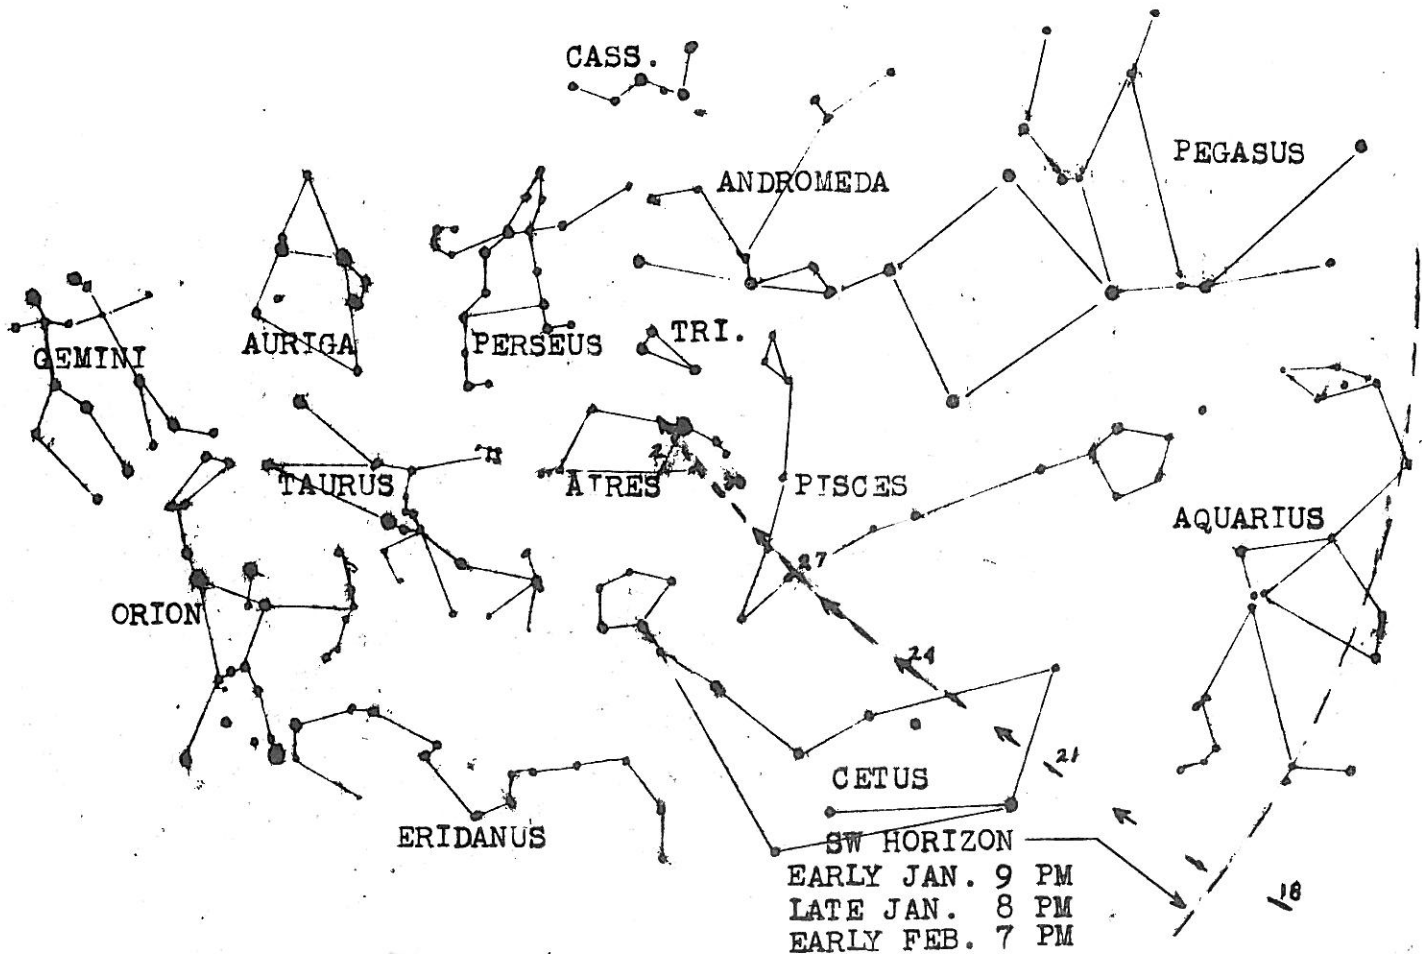 CASS.
ANDROMEDA
PEGASUS
GEMINI
AURIGA
PERSEUS
TRI.
TAURUS
AIRES
PISCES
AQUARIUS
27
ORION
24
21
CETUS
ERIDANUS
SW HORIZON
EARLY JAN. 9 PM
LATE JAN. 8 PM
EARLY FEB. 7 PM
18